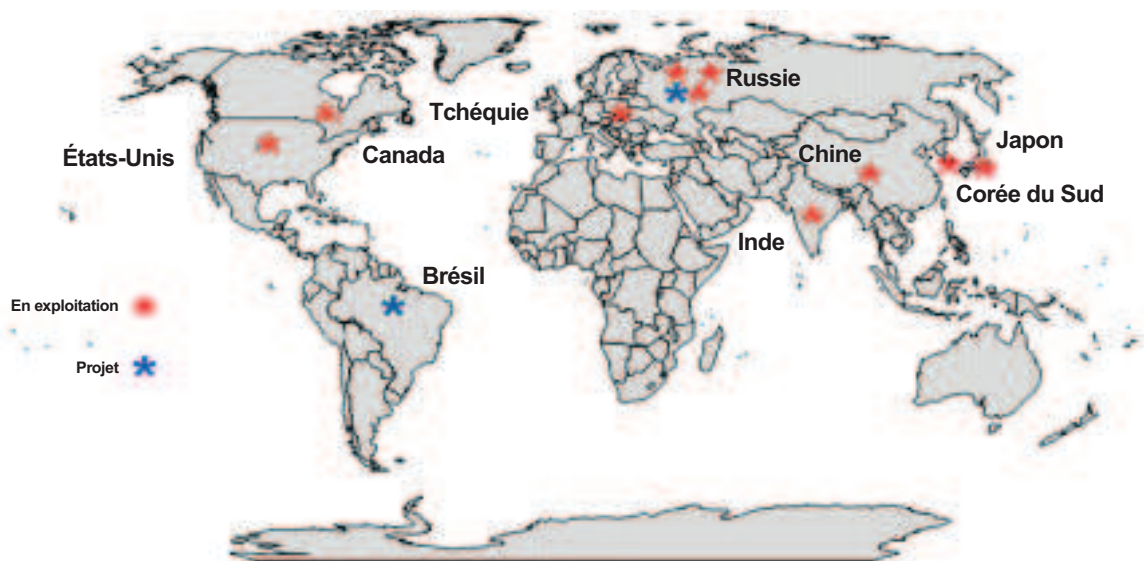 Russie
Tchéquie
Japon
États-Unis
Canada
Chine
Corée du Sud
Inde
Brésil
En exploitation
Projet